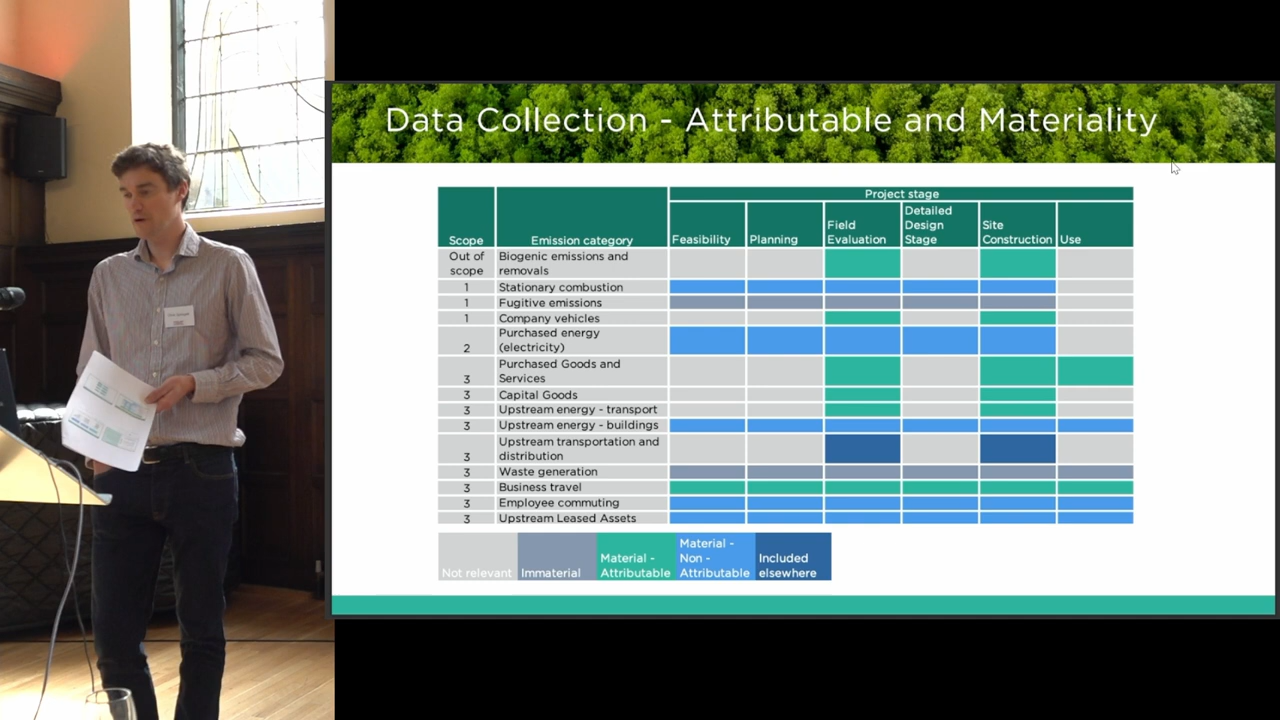 Data Collection - Attributable and Materiality
Project stage
Scope
Emission category
Feasibility
Planning
Field
Evaluation
Detailed
Design
Stage
Site
Construction
Use
Out of
scope
Biogenic emissions and
removals
1
Stationary combustion
1
Fugitive emissions
1
Company vehicles
2
Purchased energy
(electricity)
3
Purchased Goods and
Services
3
Capital Goods
3
Upstream energy - transport
3
Upstream energy - buildings
3
Upstream transportation and
distribution
3
Waste generation
3
Business travel
3
Employee commuting
3
Upstream Leased Assets
Not relevant
Immaterial
Material -
Attributable
Material -
Non -
Attributable
Included
elsewhere